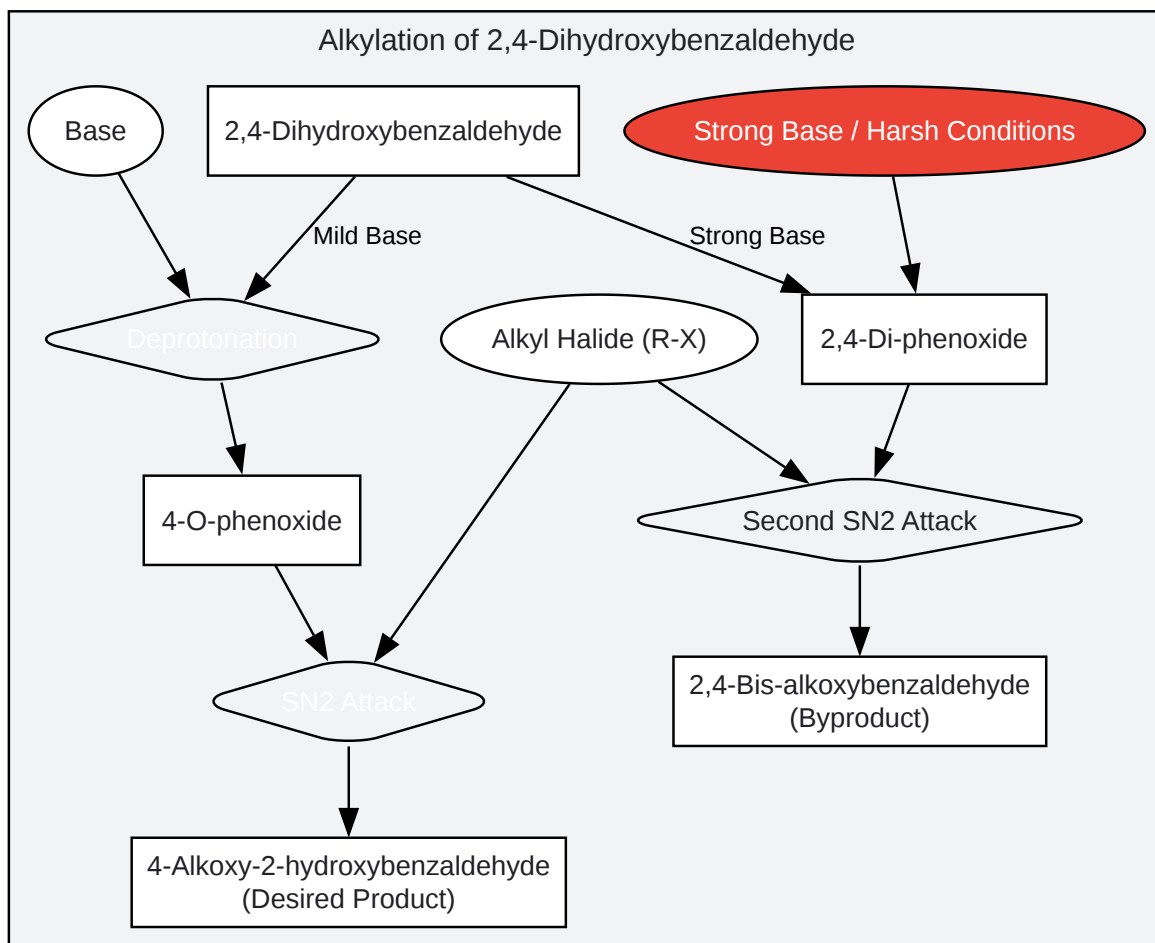 Alkylation of 2,4-Dihydroxybenzaldehyde
Base
2,4-Dihydroxybenzaldehyde
Strong Base / Harsh Conditions
Mild Base
Strong Base
Deprotonation
Alkyl Halide (R-X)
2,4-Di-phenoxide
4-O-phenoxide
Second SN2 Attack
SN2 Attack
2,4-Bis-alkoxybenzaldehyde
(Byproduct)
4-Alkoxy-2-hydroxybenzaldehyde
(Desired Product)